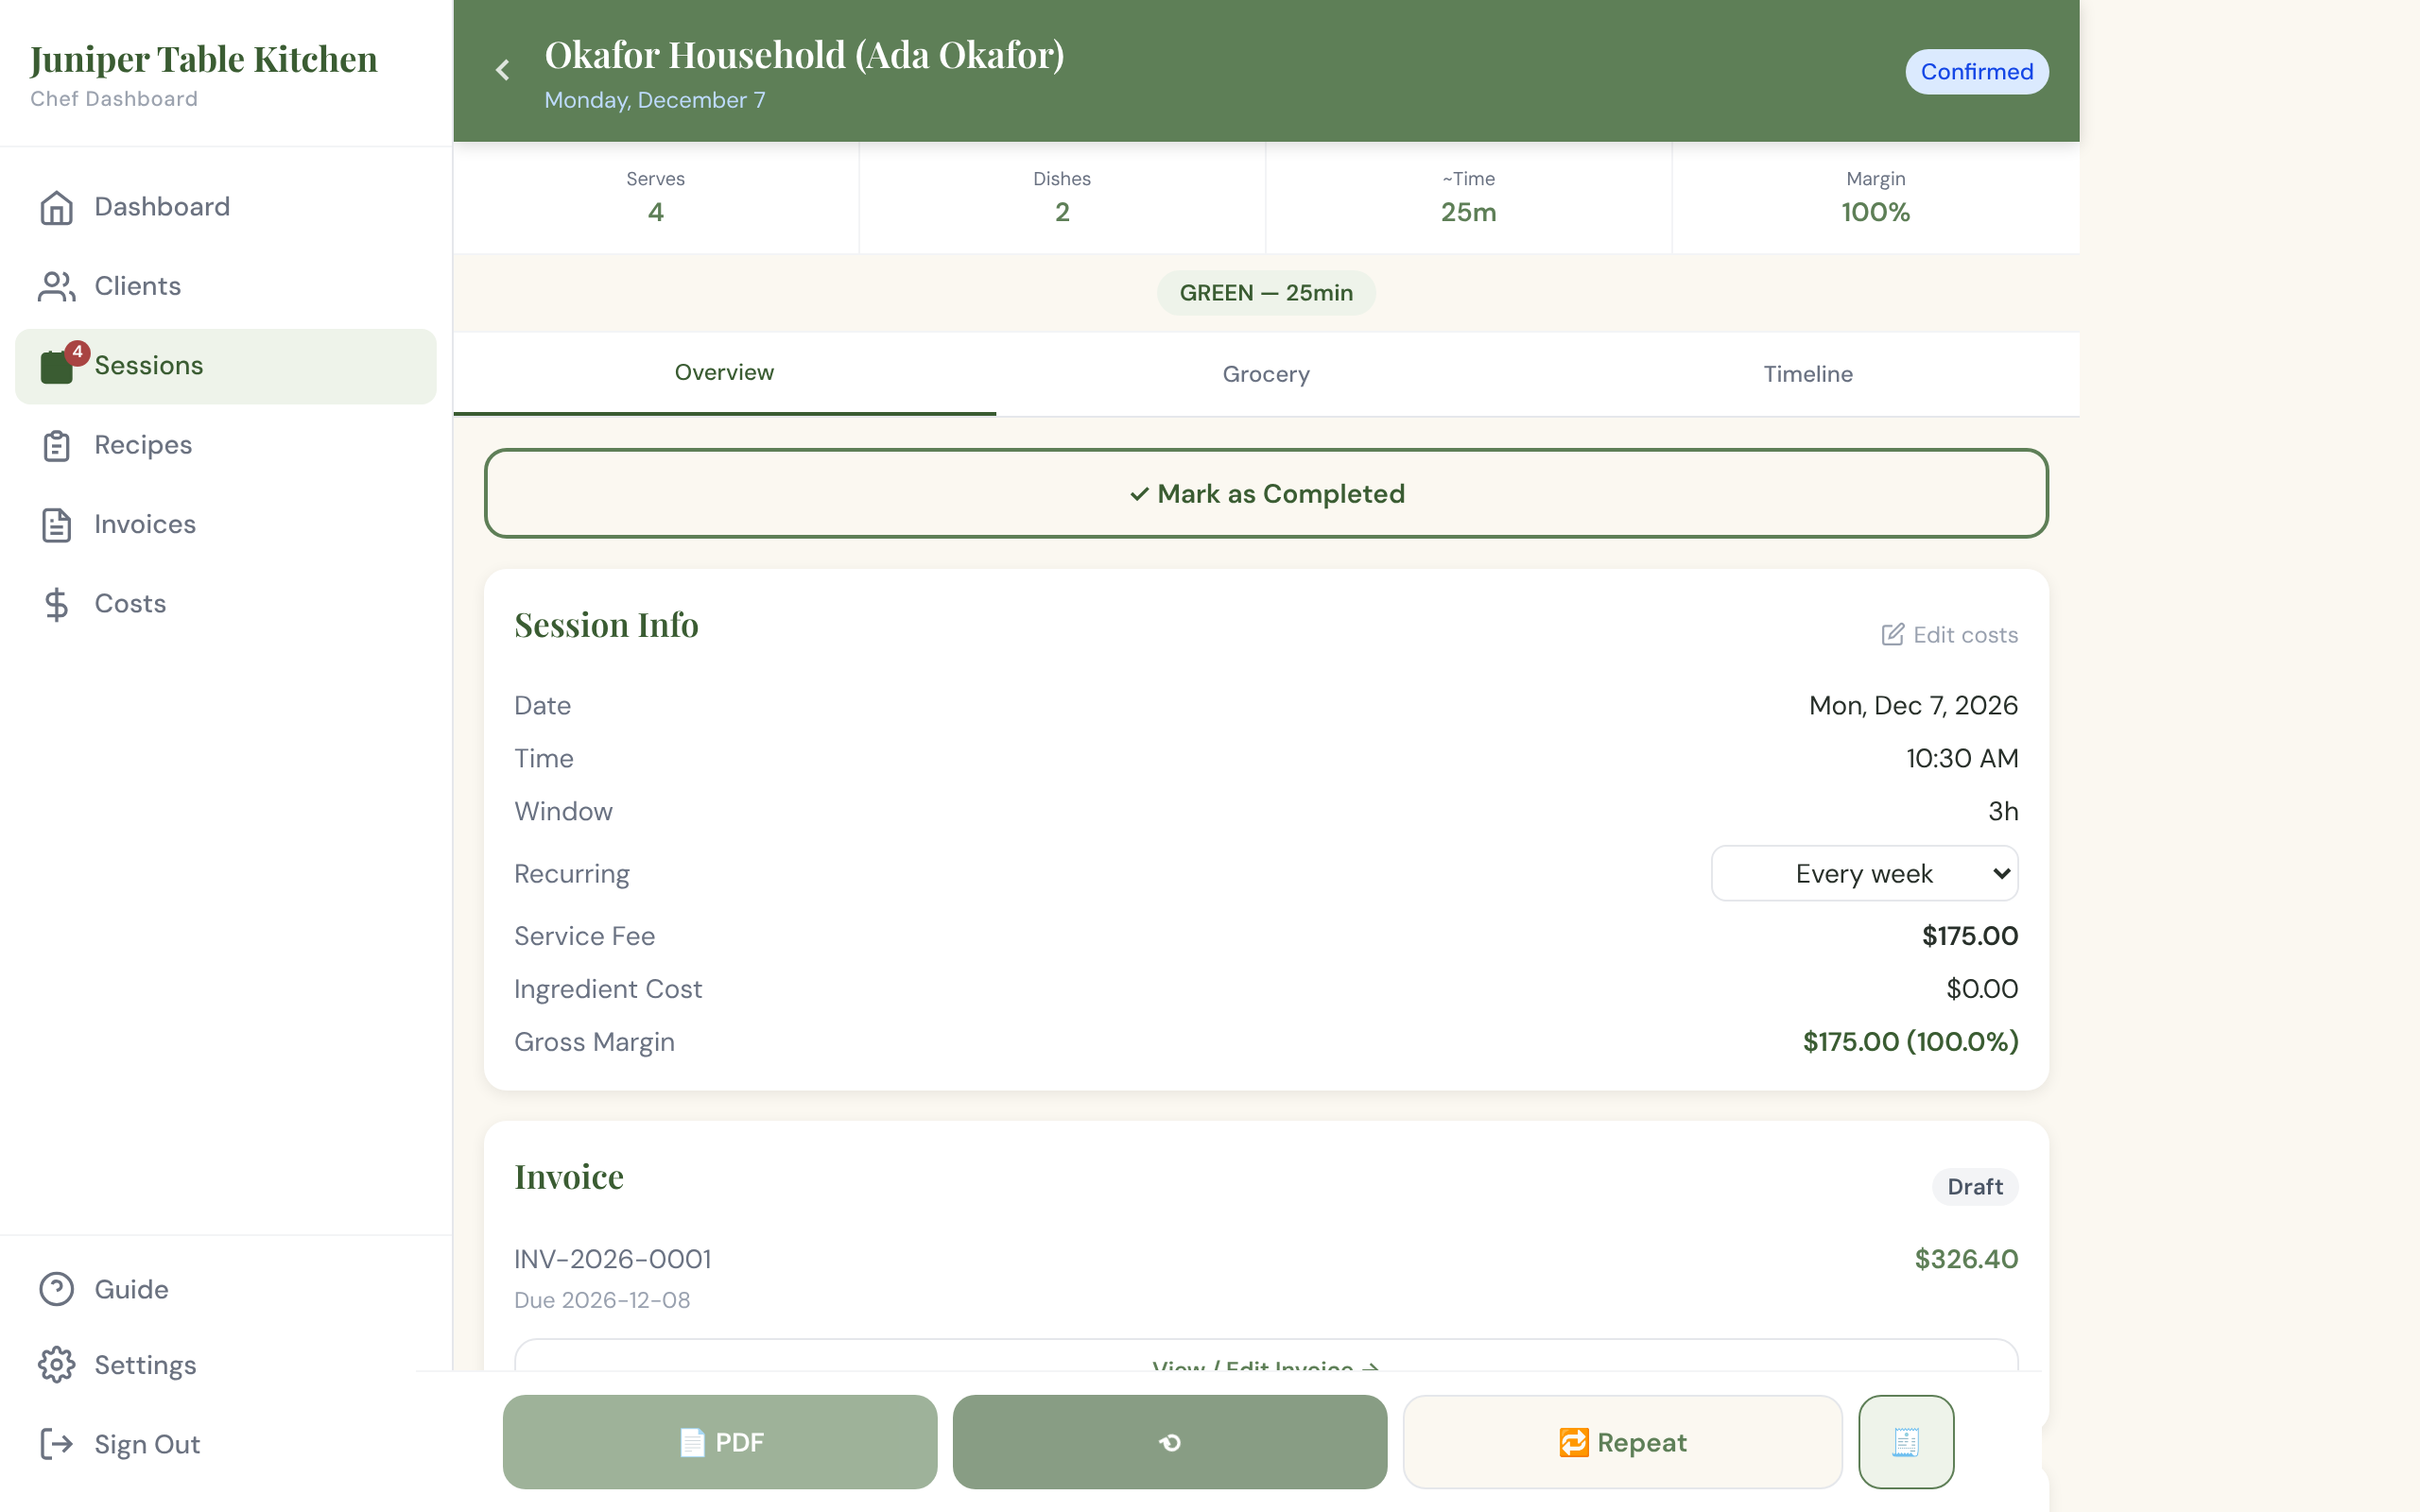 Juniper Table Kitchen
Chef Dashboard
Dashboard
Clients
4
Sessions
Recipes
Invoices
Costs
Guide
Settings
Sign Out
Okafor Household (Ada Okafor)
Monday, December 7
Confirmed
Serves
4
Dishes
2
~Time
25m
Margin
100%
GREEN — 25min
Overview
Grocery
Timeline
✓ Mark as Completed
Session Info
Edit costs
Date
Mon, Dec 7, 2026
Time
10:30 AM
Window
3h
Recurring
Every week
Service Fee
$175.00
Ingredient Cost
$0.00
Gross Margin
$175.00 (100.0%)
Invoice
Draft
INV-2026-0001
$326.40
Due 2026-12-08
View / Edit Invoice →
PDF
Repeat